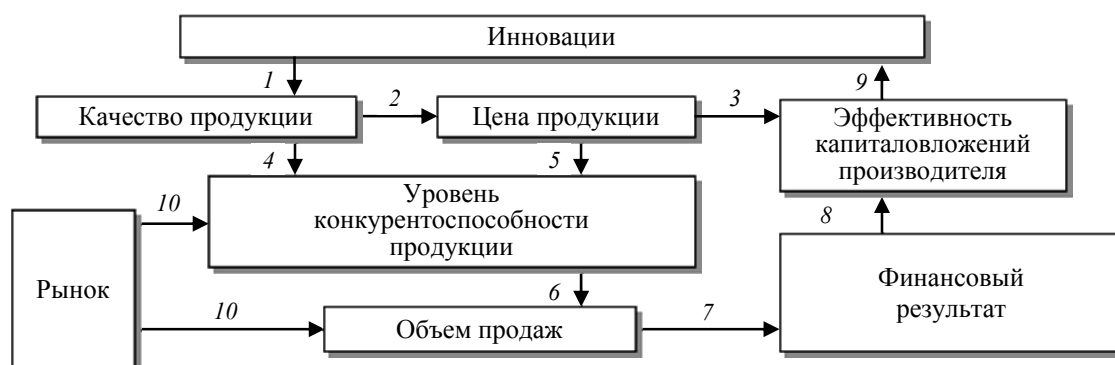 Инновации
1
9
Качество продукции
2
Цена продукции
3
Эффективность
капиталовложений
производителя
4
5
10
Уровень
конкурентоспособности
продукции
8
Рынок
6
Финансовый
результат
10
Объем продаж
7